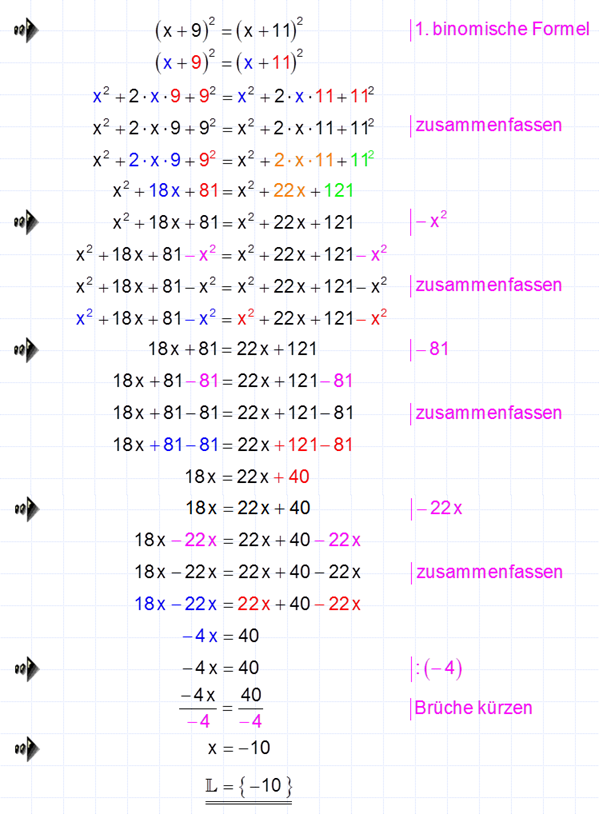 (x + 9)² = (x + 11)² | 1. binomische Formel
(x + 9)² = (x + 11)²
x² + 2 · x · 9 + 9² = x² + 2 · x · 11 + 11²
x² + 2 · x · 9 + 9² = x² + 2 · x · 11 + 11² | zusammenfassen
x² + 2 · x · 9 + 9² = x² + 2 · x · 11 + 11²
x² + 18x + 81 = x² + 22x + 121
x² + 18x + 81 = x² + 22x + 121 | − x²
x² + 18x + 81 − x² = x² + 22x + 121 − x²
x² + 18x + 81 − x² = x² + 22x + 121 − x² | zusammenfassen
x² + 18x + 81 − x² = x² + 22x + 121 − x²
18x + 81 = 22x + 121 | − 81
18x + 81 − 81 = 22x + 121 − 81
18x + 81 − 81 = 22x + 121 − 81 | zusammenfassen
18x + 81 − 81 = 22x + 121 − 81
18x = 22x + 40
18x = 22x + 40 | − 22x
18x − 22x = 22x + 40 − 22x
18x − 22x = 22x + 40 − 22x | zusammenfassen
18x − 22x = 22x + 40 − 22x
−4x = 40
−4x = 40 | : (−4)
−4x / −4 = 40 / −4 | Brüche kürzen
x = −10
𝕃 = {−10}